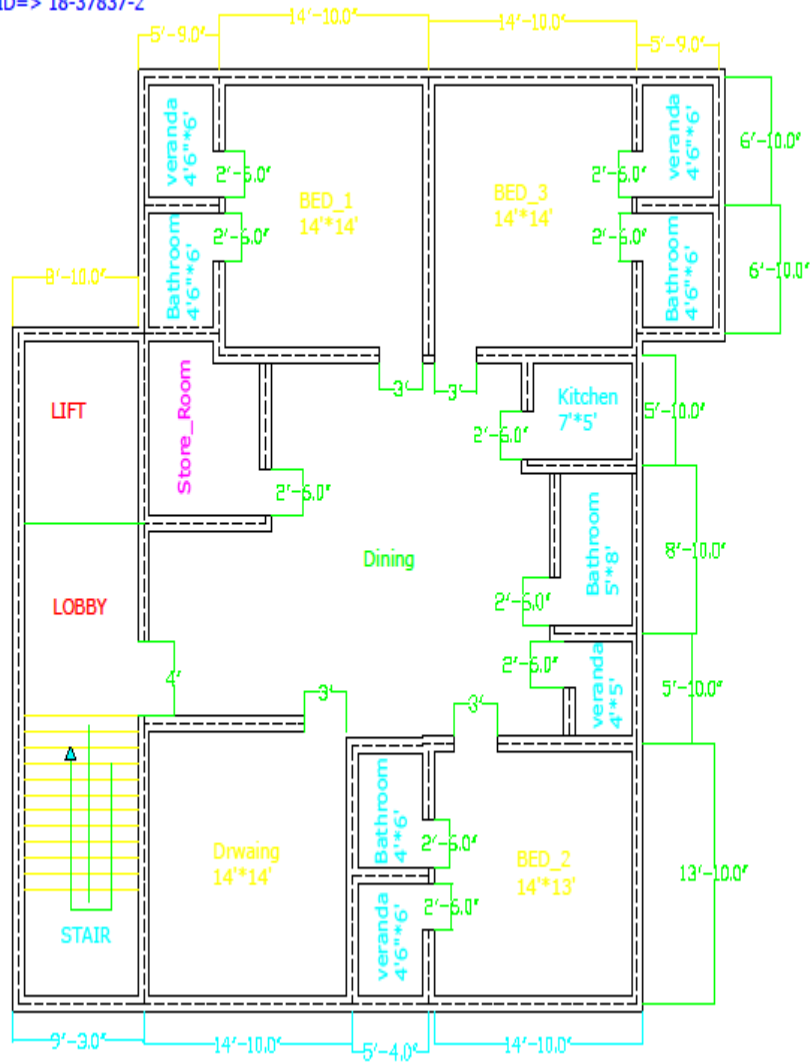 ID=> 18-37837-2
5'-9.0"
14'-10.0"
14'-10.0"
5'-9.0"
veranda
4'6"*6'
2'-6.0"
BED_1
14'*14'
BED_3
14'*14'
2'-6.0"
veranda
4'6"*6'
6'-10.0"
Bathroom
4'6"*6'
2'-6.0"
2'-6.0"
Bathroom
4'6"*6'
6'-10.0"
8'-10.0"
LIFT
Store_Room
3'
3'
Kitchen
7'*5'
5'-10.0"
2'-6.0"
2'-6.0"
Dining
Bathroom
5'*8'
8'-10.0"
LOBBY
2'-6.0"
4'
2'-6.0"
veranda
4'*5'
5'-10.0"
3'
3'
Bathroom
4'*6'
2'-6.0"
Drwaing
14'*14'
BED_2
14'*13'
13'-10.0"
2'-6.0"
veranda
4'6"*6'
STAIR
9'-3.0"
14'-10.0"
5'-4.0"
14'-10.0"